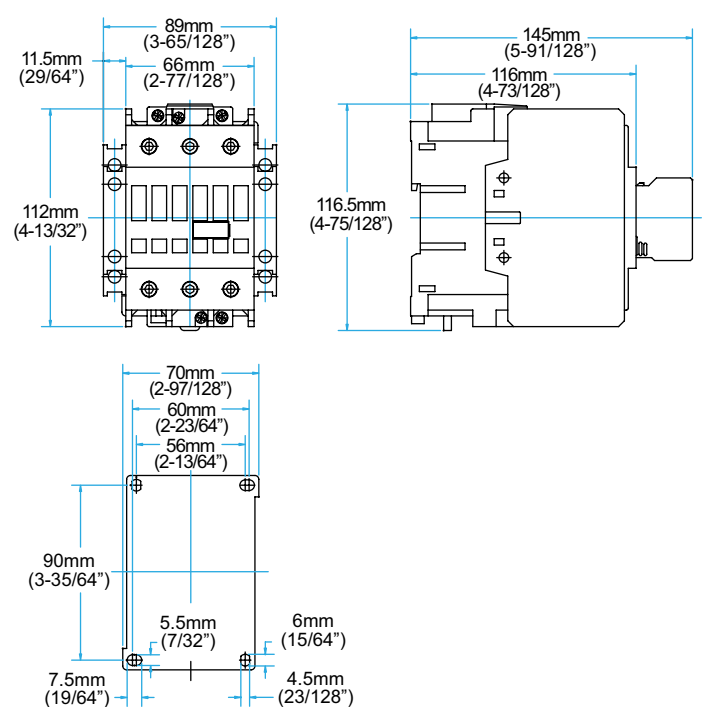 89mm
(3-65/128”)
11.5mm
(29/64”)
66mm
(2-77/128”)
112mm
(4-13/32”)
145mm
(5-91/128”)
116mm
(4-73/128”)
116.5mm
(4-75/128”)
70mm
(2-97/128”)
60mm
(2-23/64”)
56mm
(2-13/64”)
90mm
(3-35/64”)
5.5mm
(7/32”)
6mm
(15/64”)
7.5mm
(19/64”)
4.5mm
(23/128”)